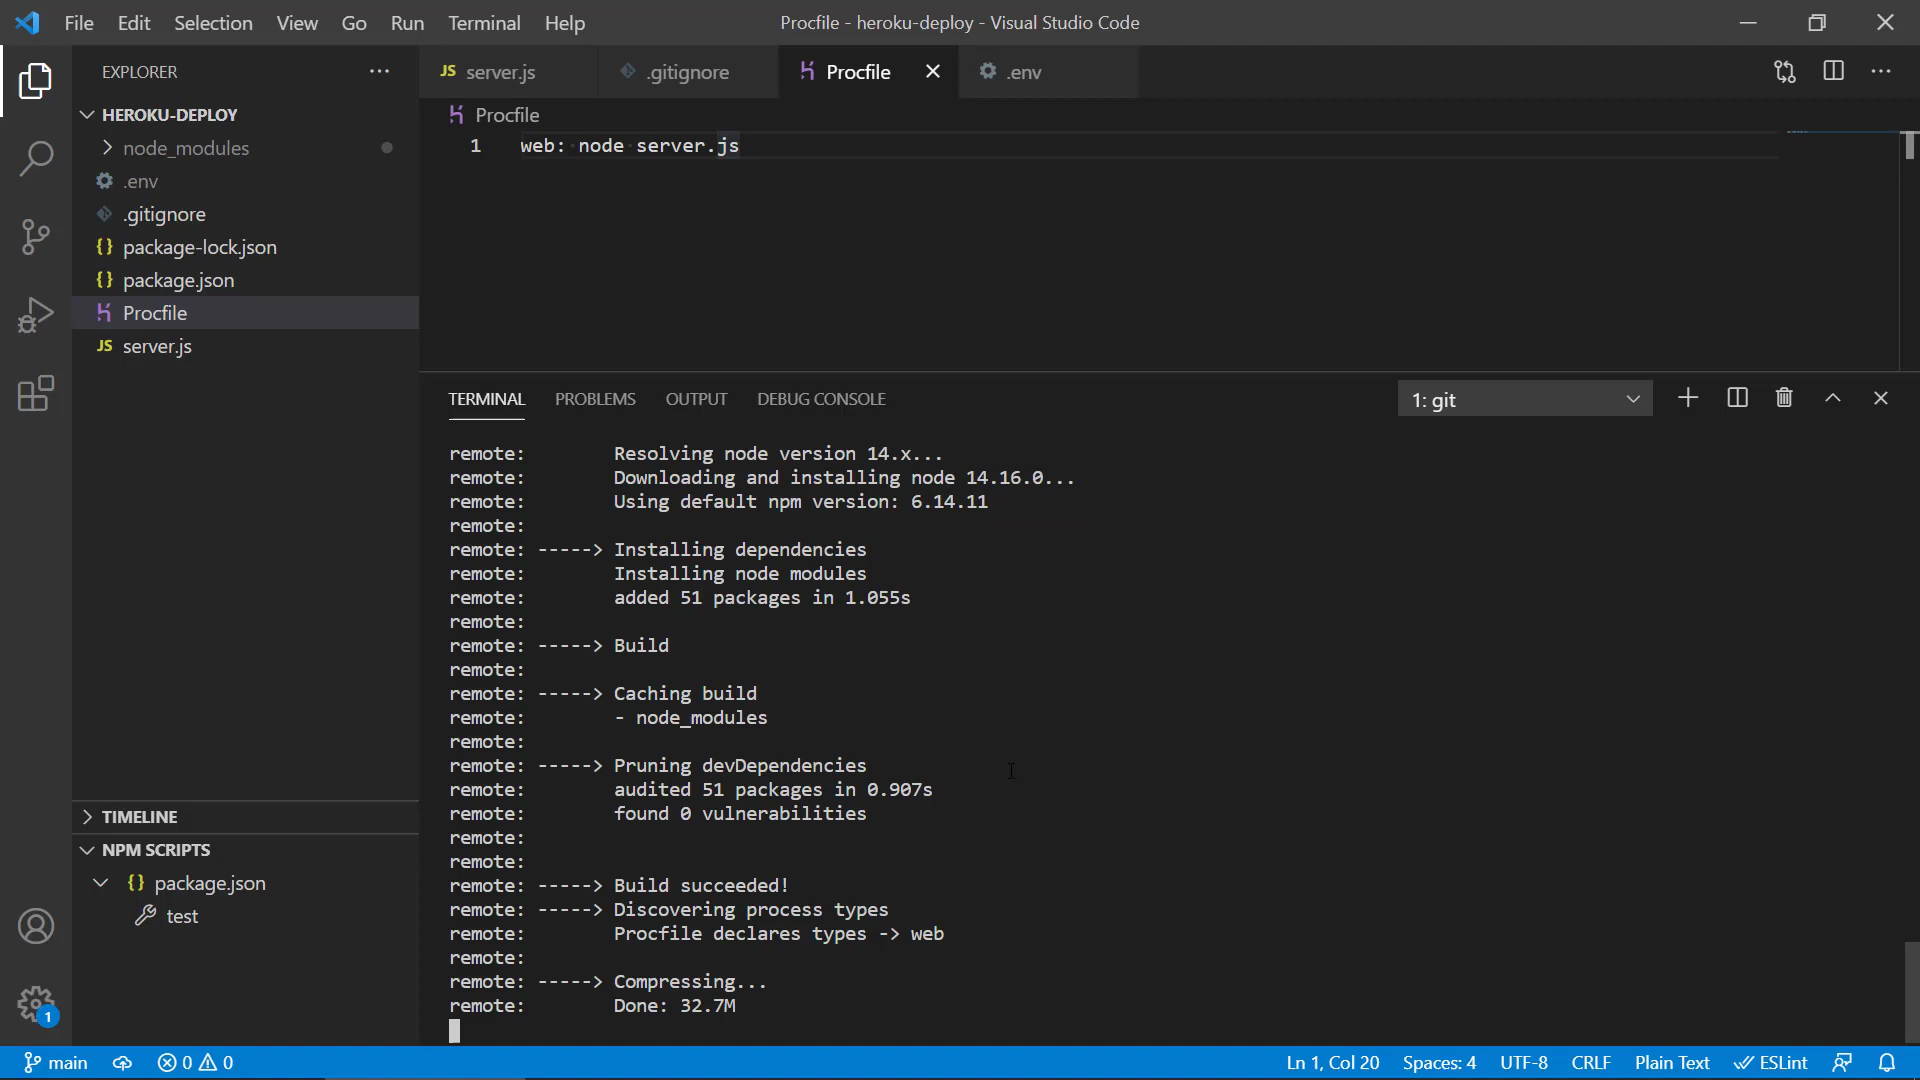 File Edit Selection View Go Run Terminal Help
Procfile - heroku-deploy - Visual Studio Code
EXPLORER
HEROKU-DEPLOY
node_modules
.env
.gitignore
{} package-lock.json
{} package.json
Procfile
JS server.js
TIMELINE
NPM SCRIPTS
{} package.json
test
1
JS server.js
.gitignore
Procfile
.env
Procfile
1 web: node server.js
TERMINAL PROBLEMS OUTPUT DEBUG CONSOLE
1: git
remote: Resolving node version 14.x...
remote: Downloading and installing node 14.16.0...
remote: Using default npm version: 6.14.11
remote:
remote: -----> Installing dependencies
remote: Installing node modules
remote: added 51 packages in 1.055s
remote:
remote: -----> Build
remote:
remote: -----> Caching build
remote: - node_modules
remote:
remote: -----> Pruning devDependencies
remote: audited 51 packages in 0.907s
remote: found 0 vulnerabilities
remote:
remote:
remote: -----> Build succeeded!
remote: -----> Discovering process types
remote: Procfile declares types -> web
remote:
remote: -----> Compressing...
remote: Done: 32.7M
main 0 0 Ln 1, Col 20 Spaces: 4 UTF-8 CRLF Plain Text ESLint